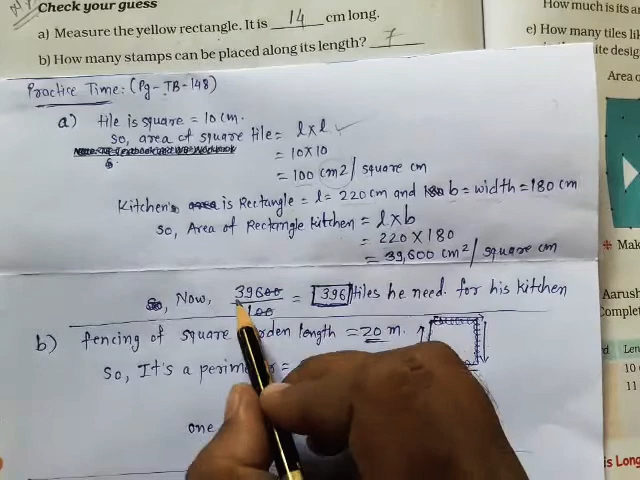 Check your guess
a) Measure the yellow rectangle. It is 14 cm long.
b) How many stamps can be placed along its length? 7
How much is its ar
e) How many tiles lik
ite desig
Area o
Practice Time: (Pg-TB-148)
a) tile is square = 10 cm.
So, area of square tile = l x l
= 10 x 10
= 100 cm2/ square cm
Kitchen is Rectangle = l = 220 cm and b = width = 180 cm
So, Area of Rectangle kitchen = l x b
= 220 x 180
= 39,600 cm2/ square cm
Now, 39600/100 = 396 tiles he need for his kitchen
b) fencing of square length = 20 m.
So, It's a
one
Mak
Aarush
Complet
d Len
10
11
is Long